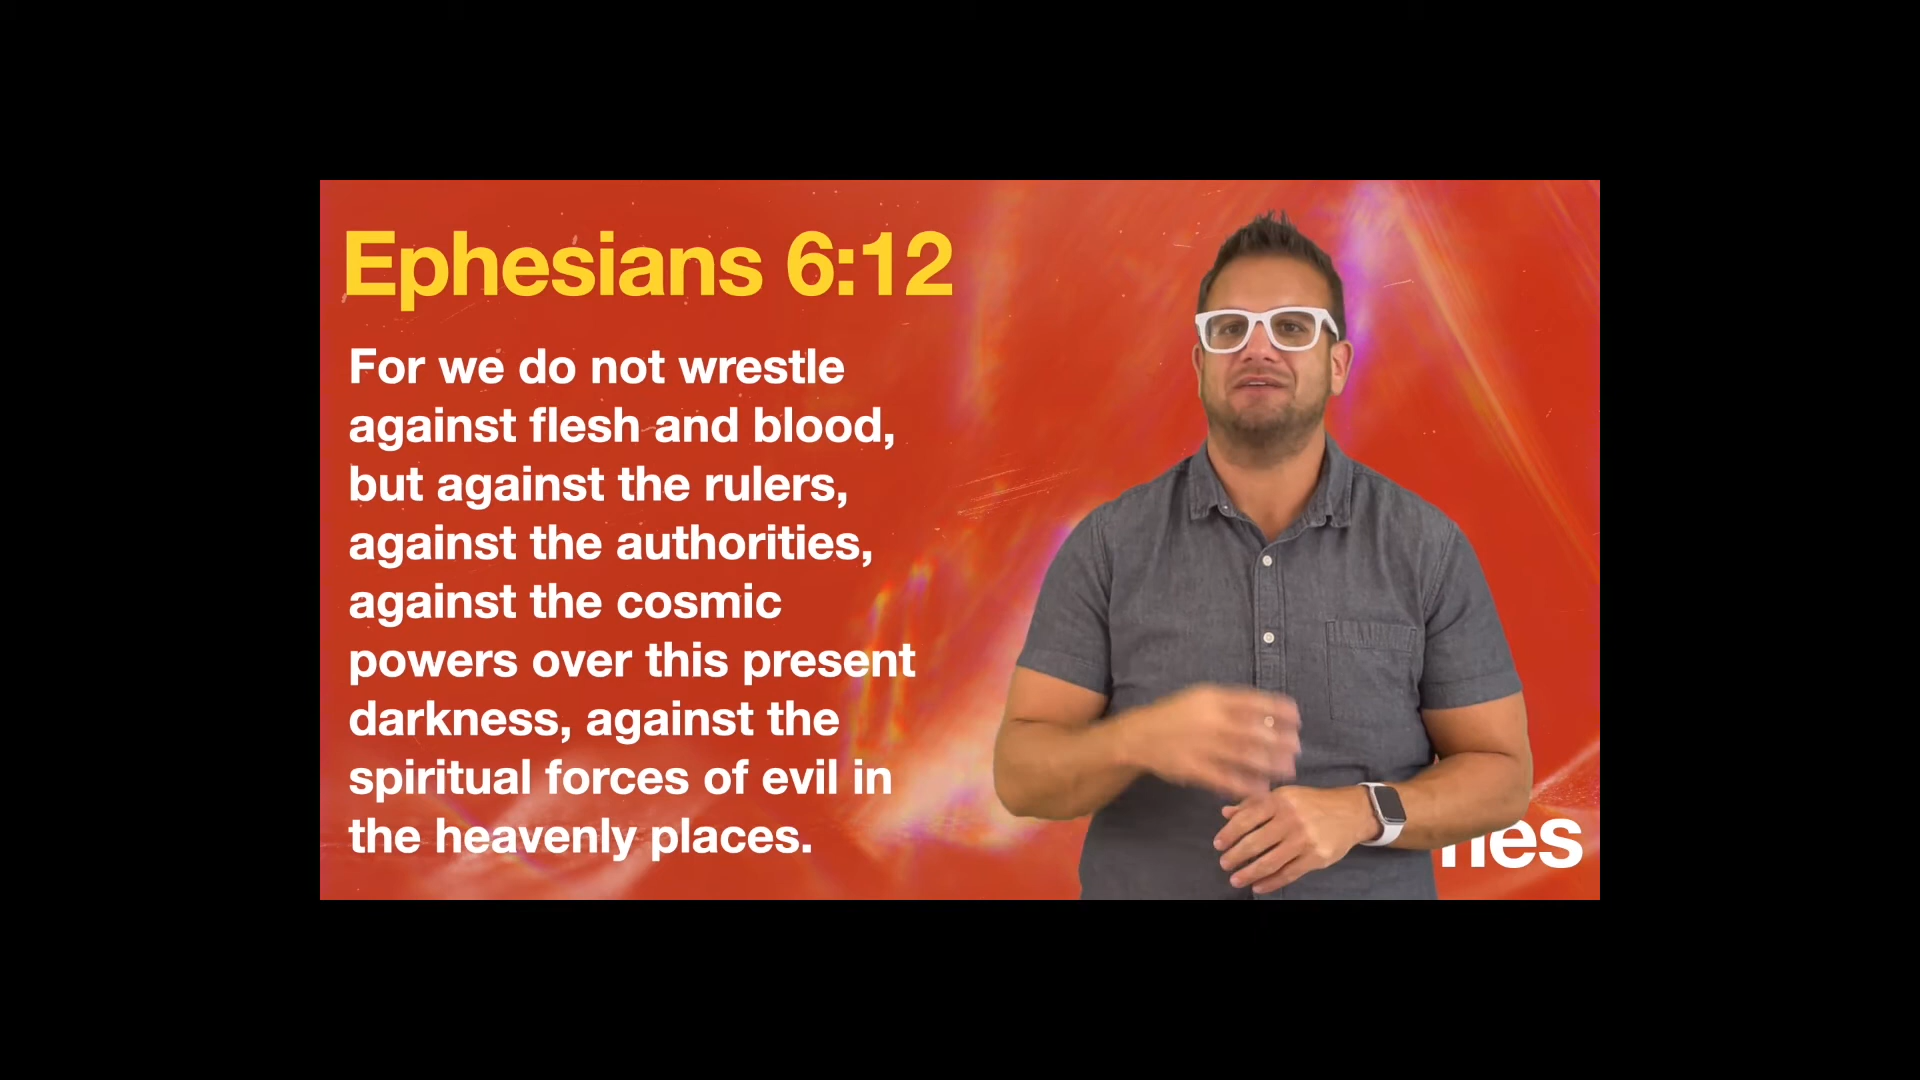 Ephesians 6:12
For we do not wrestle
against flesh and blood,
but against the rulers,
against the authorities,
against the cosmic
powers over this present
darkness, against the
spiritual forces of evil in
the heavenly places.